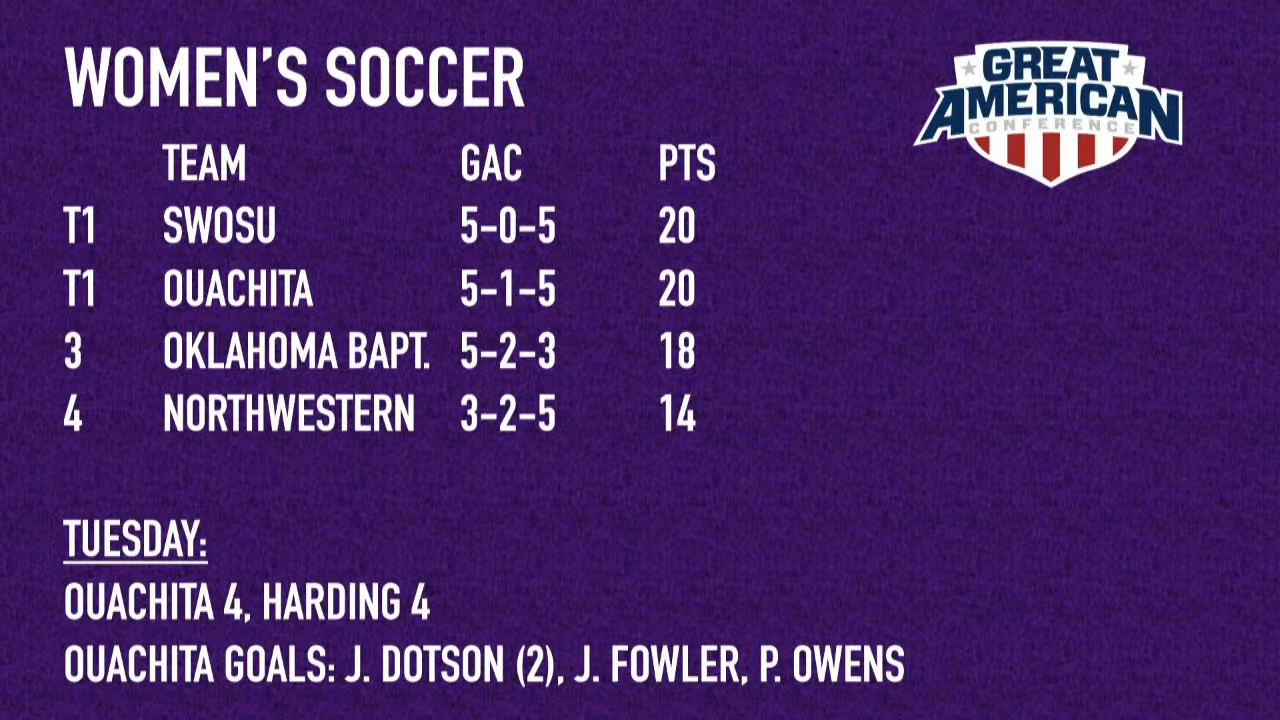 WOMEN'S SOCCER
GREAT
AMERICAN
CONFERENCE
TEAM GAC PTS
T1 SWOSU 5-0-5 20
T1 OUACHITA 5-1-5 20
3 OKLAHOMA BAPT. 5-2-3 18
4 NORTHWESTERN 3-2-5 14
TUESDAY:
OUACHITA 4, HARDING 4
OUACHITA GOALS: J. DOTSON (2), J. FOWLER, P. OWENS